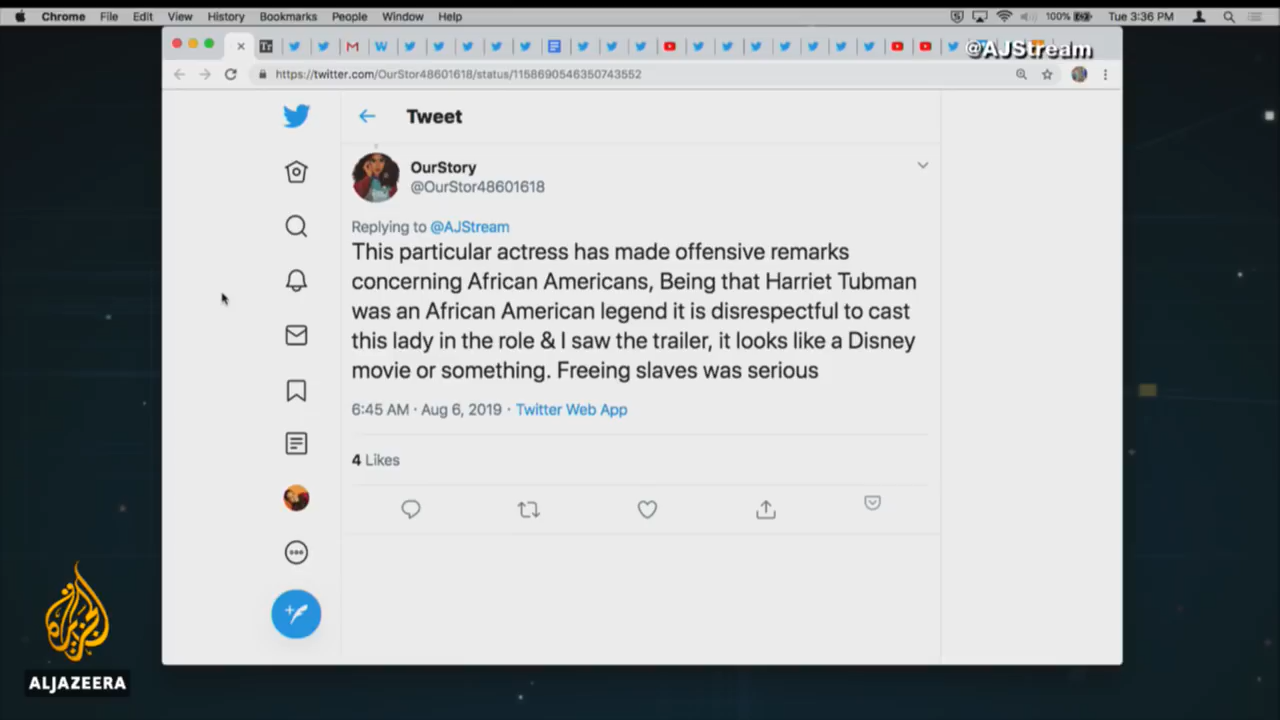 Chrome File Edit View History Bookmarks People Window Help 100% Tue 3:36 PM
@AJStream
https://twitter.com/OurStor48601618/status/1158690546350743552
Tweet
OurStory
@OurStor48601618
Replying to @AJStream
This particular actress has made offensive remarks
concerning African Americans, Being that Harriet Tubman
was an African American legend it is disrespectful to cast
this lady in the role & I saw the trailer, it looks like a Disney
movie or something. Freeing slaves was serious
6:45 AM · Aug 6, 2019 · Twitter Web App
4 Likes
ALJAZEERA